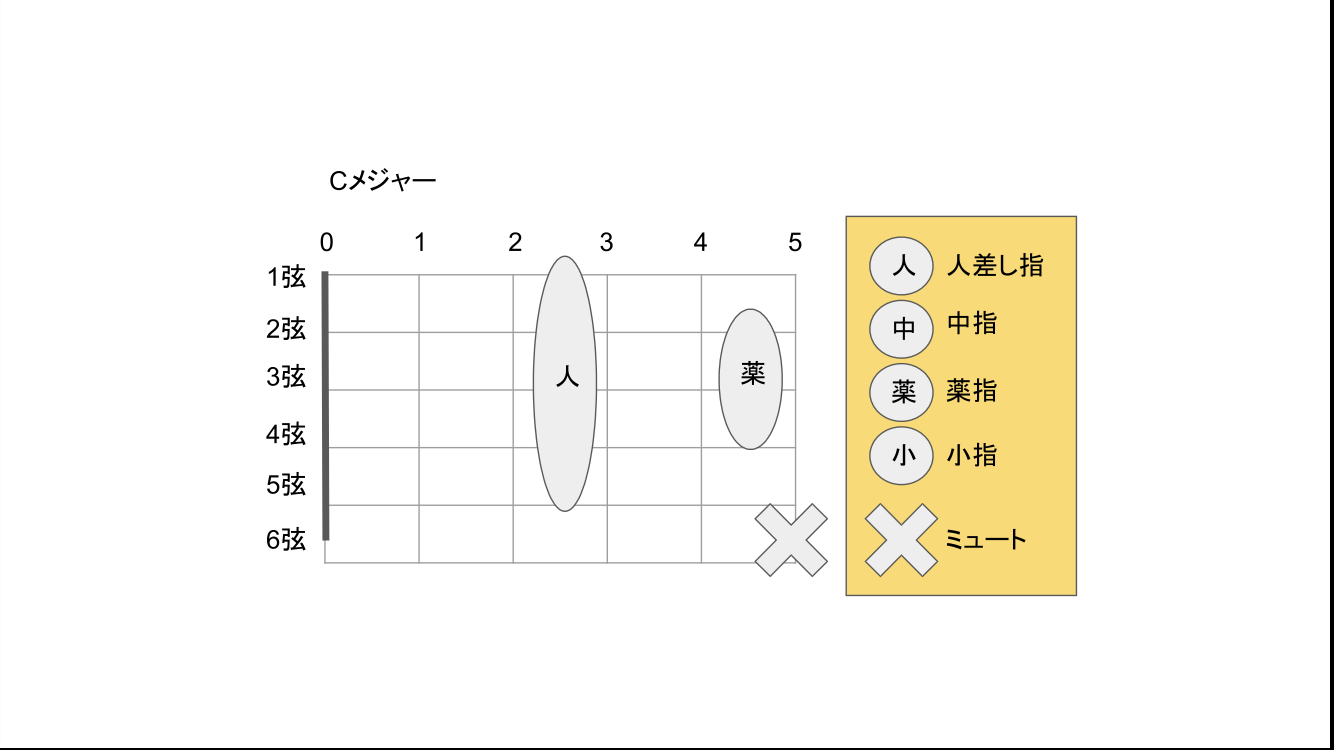 Cメジャー
0 1 2 3 4 5
1弦
2弦
3弦
4弦
5弦
6弦
人
薬
人 人差し指
中 中指
薬 薬指
小 小指
ミュート